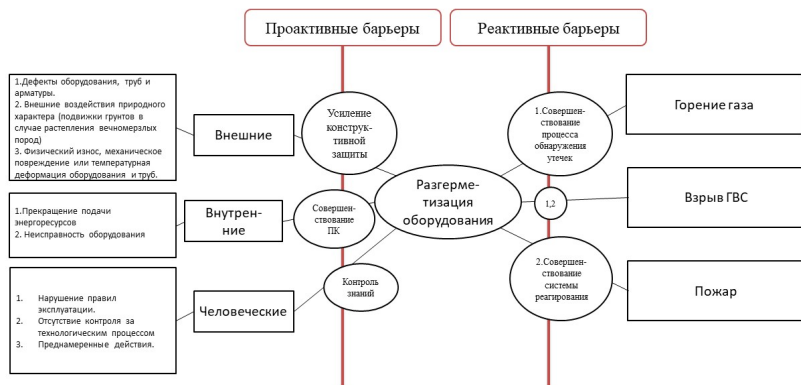 Проактивные барьеры
Реактивные барьеры
1.Дефекты оборудования, труб и
арматуры.
2. Внешние воздействия природного
характера (подвижки грунтов в
случае растепления вечномерзлых
пород)
3. Физический износ, механическое
повреждение или температурная
деформация оборудования и труб.
Внешние
Усиление
конструк-
тивной
защиты
1.Совершен-
ствование
процесса
обнаружения
утечек
Горение газа
1.Прекращение подачи
энергоресурсов
2. Неисправность оборудования
Внутрен-
ние
Совершен-
ствование
ПК
Разгерме-
тизация
оборудования
1,2
Взрыв ГВС
1. Нарушение правил
эксплуатации.
2. Отсутствие контроля за
технологическим процессом
3. Преднамеренные действия.
Человеческие
Контроль
знаний
2.Совершен-
ствование
системы
реагирования
Пожар